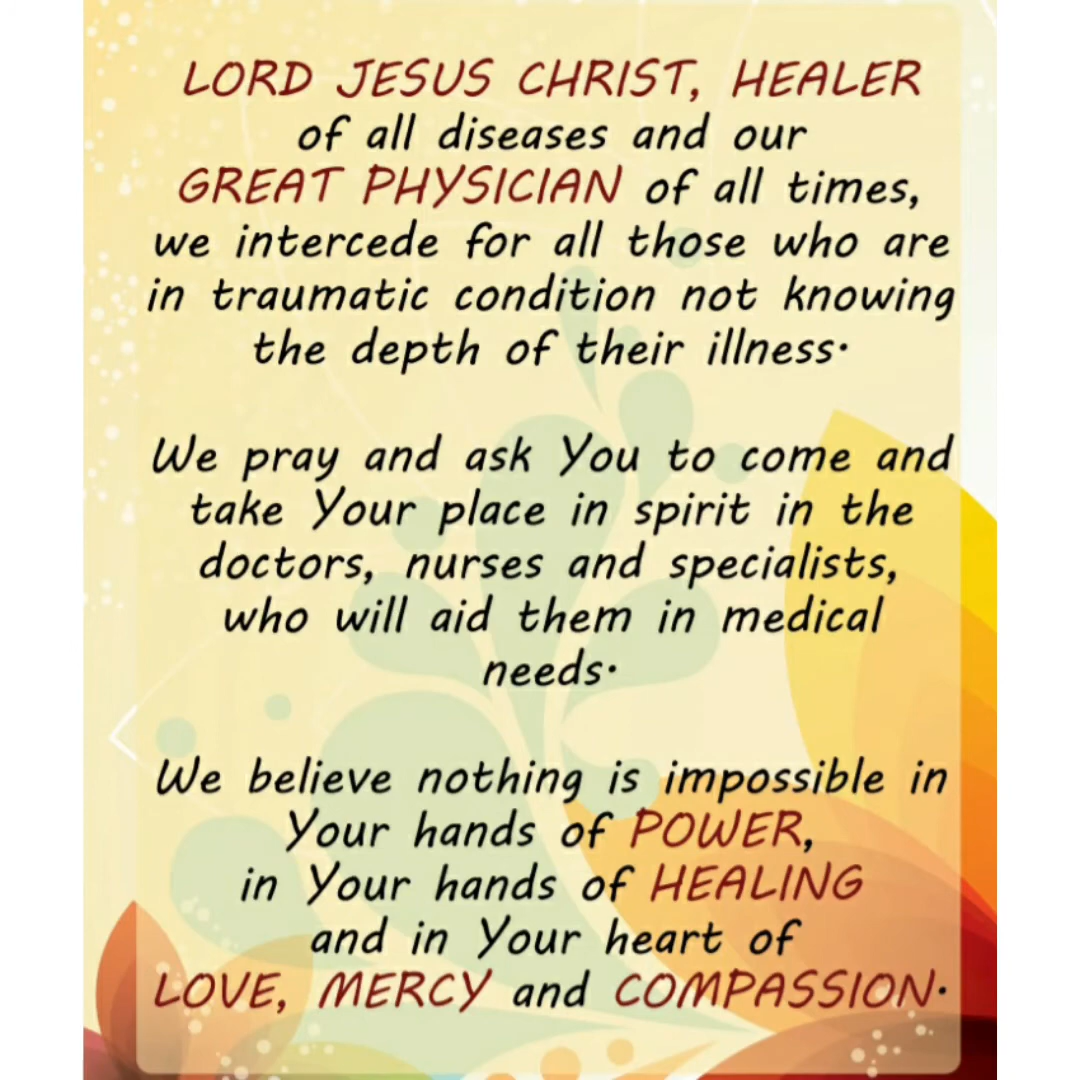 LORD JESUS CHRIST, HEALER
of all diseases and our
GREAT PHYSICIAN of all times,
we intercede for all those who are
in traumatic condition not knowing
the depth of their illness·
We pray and ask You to come and
take Your place in spirit in the
doctors, nurses and specialists,
who will aid them in medical
needs·
We believe nothing is impossible in
Your hands of POWER,
in Your hands of HEALING
and in Your heart of
LOVE, MERCY and COMPASSION·